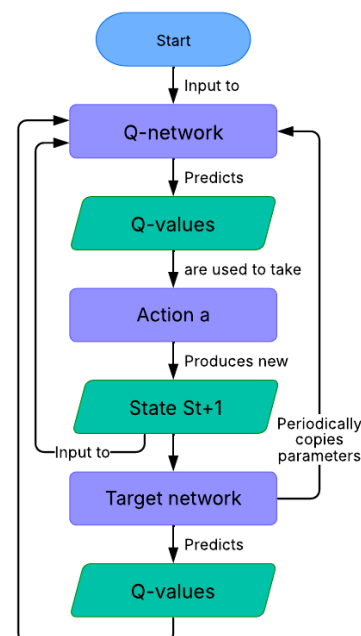 Start
Input to
Q-network
Predicts
Q-values
are used to take
Action a
Produces new
State St+1
Input to
Periodically
copies
parameters
Target network
Predicts
Q-values